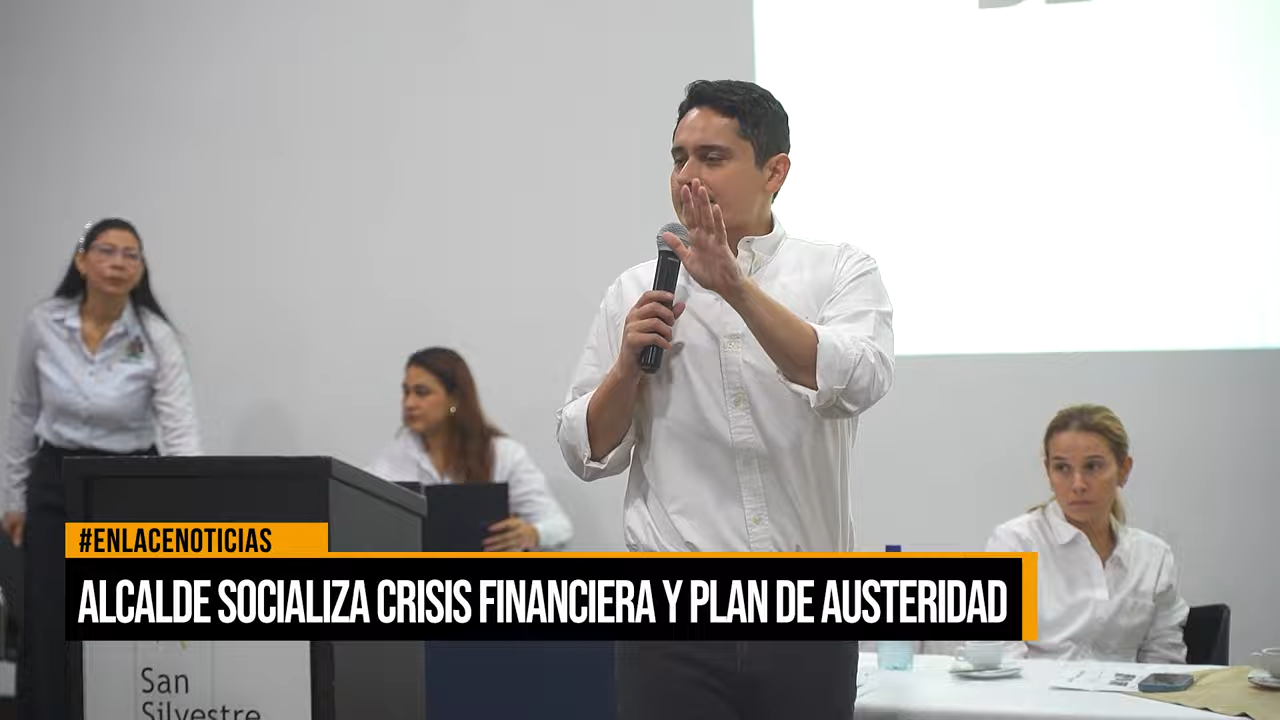 #ENLACENOTICIAS
ALCALDE SOCIALIZA CRISIS FINANCIERA Y PLAN DE AUSTERIDAD
San
Silvestre